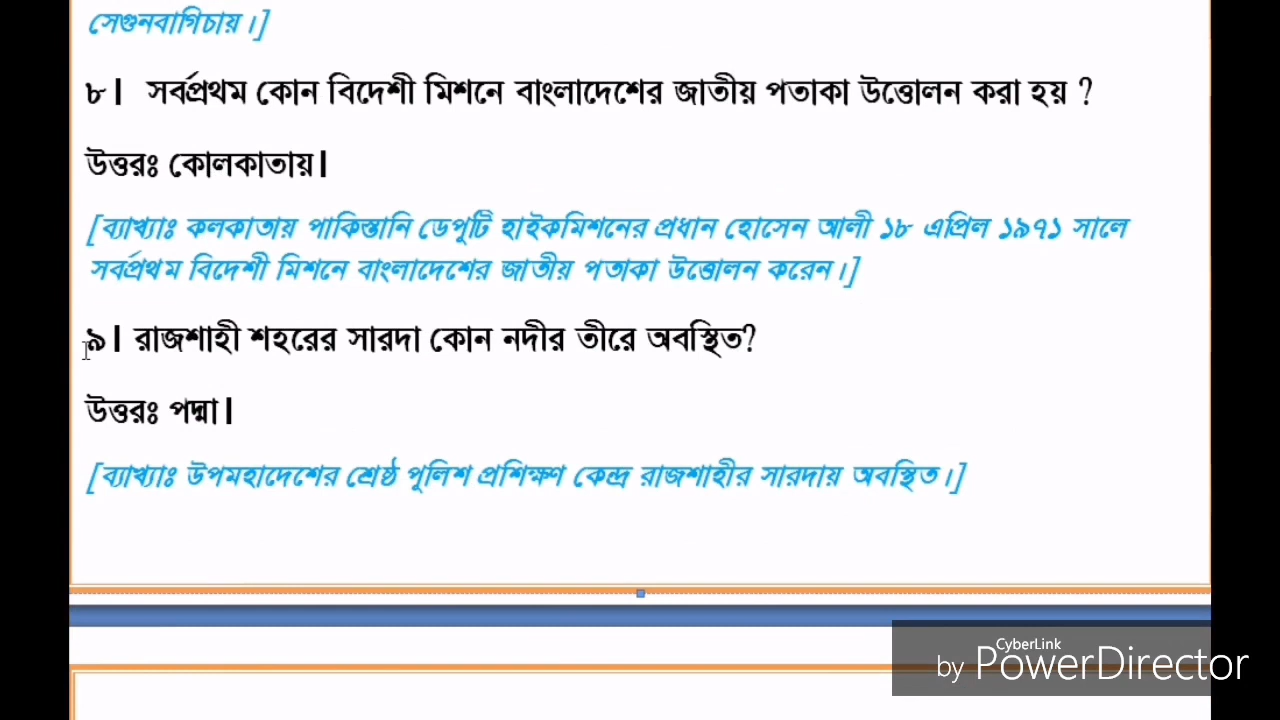 সেগুনবাগিচায়।]
৮। সর্বপ্রথম কোন বিদেশী মিশনে বাংলাদেশের জাতীয় পতাকা উত্তোলন করা হয় ?
উত্তরঃ কোলকাতায়।
[ব্যাখ্যাঃ কলকাতায় পাকিস্তানি ডেপুটি হাইকমিশনের প্রধান হোসেন আলী ১৮ এপ্রিল ১৯৭১ সালে
সর্বপ্রথম বিদেশী মিশনে বাংলাদেশের জাতীয় পতাকা উত্তোলন করেন।]
৯। রাজশাহী শহরের সারদা কোন নদীর তীরে অবস্থিত?
উত্তরঃ পদ্মা।
[ব্যাখ্যাঃ উপমহাদেশের শ্রেষ্ঠ পুলিশ প্রশিক্ষণ কেন্দ্র রাজশাহীর সারদায় অবস্থিত।]
CyberLink
by PowerDirector